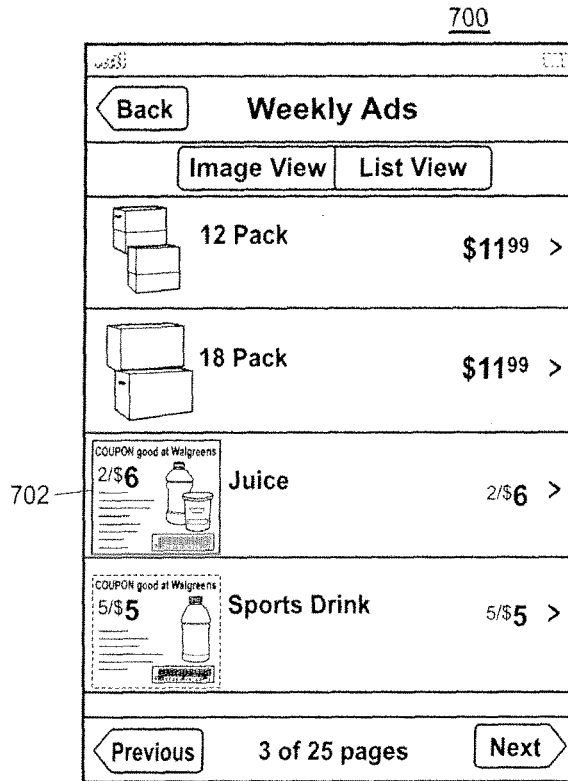 700
Back Weekly Ads
Image View List View
12 Pack $11⁹⁹ >
18 Pack $11⁹⁹ >
COUPON good at Walgreens
2/$6
702
Juice 2/$6 >
COUPON good at Walgreens
5/$5
Sports Drink 5/$5 >
Previous 3 of 25 pages Next